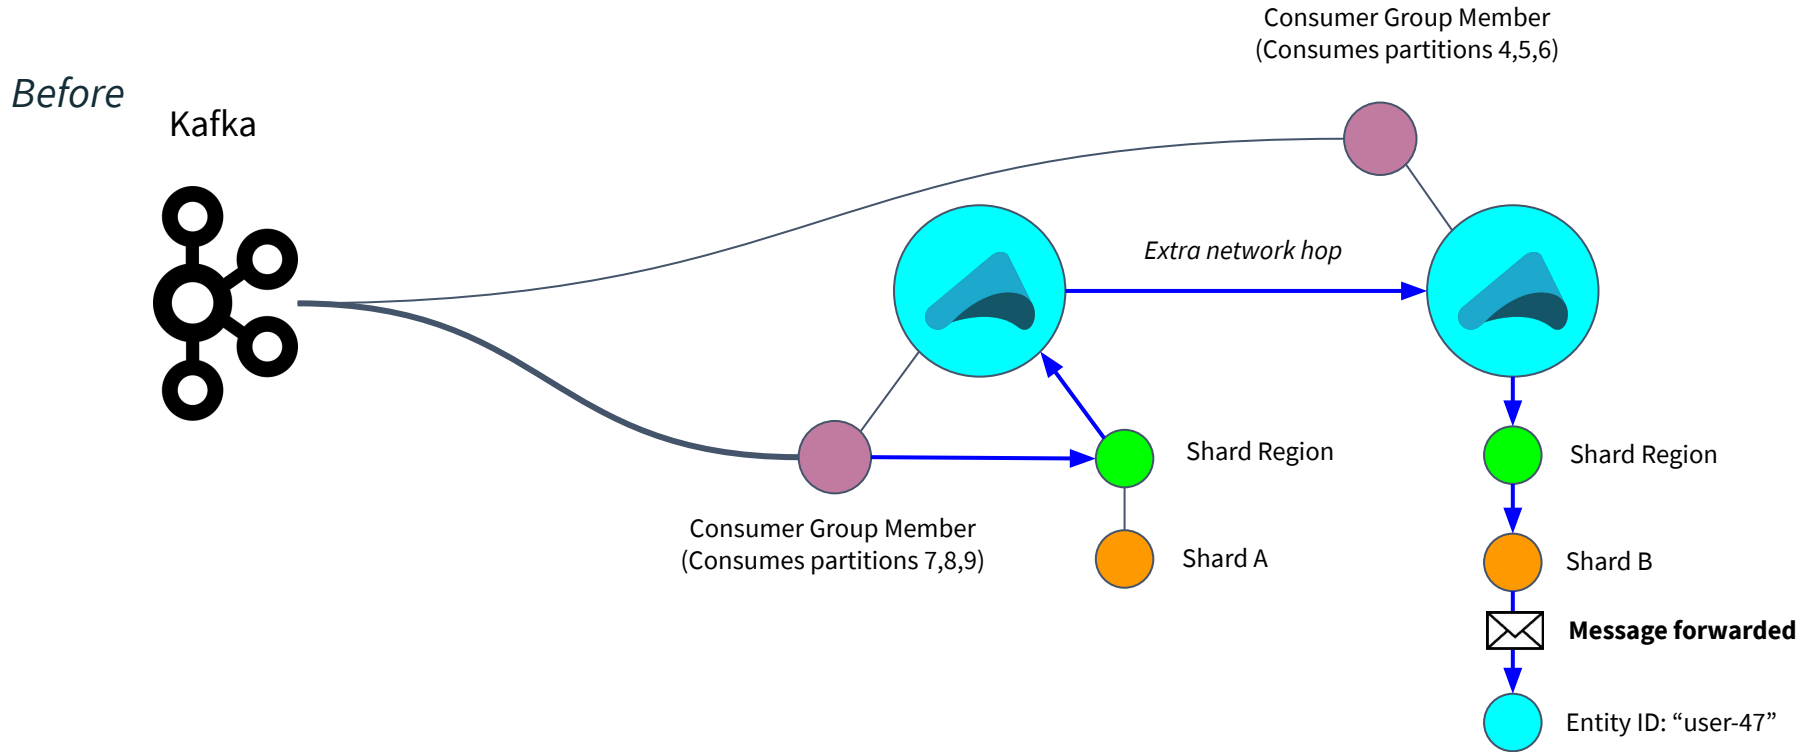 Before
Kafka
Consumer Group Member
(Consumes partitions 4,5,6)
Extra network hop
Shard Region
Shard Region
Consumer Group Member
(Consumes partitions 7,8,9)
Shard A
Shard B
Message forwarded
Entity ID: “user-47”